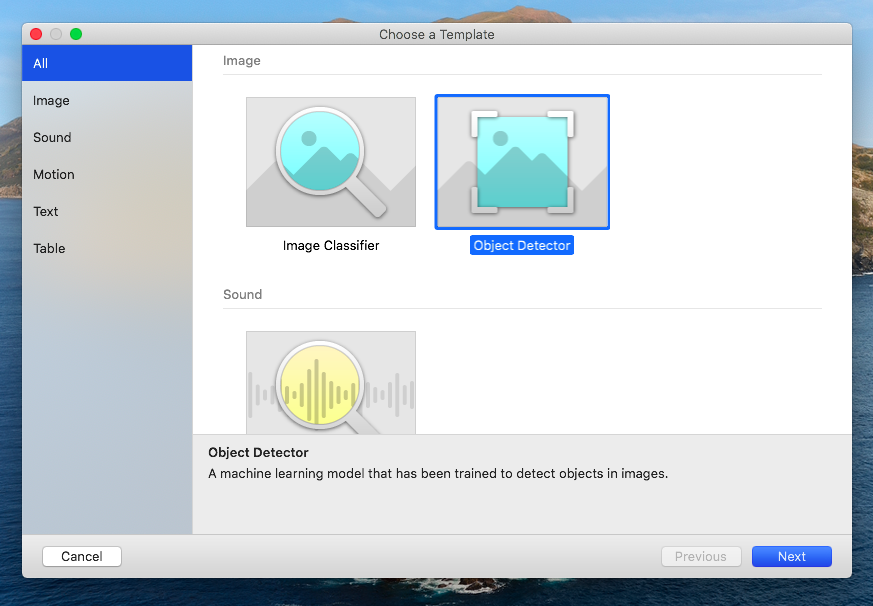 Choose a Template
All
Image
Sound
Motion
Text
Table
Image
Image Classifier
Object Detector
Sound
Object Detector
A machine learning model that has been trained to detect objects in images.
Cancel
Previous
Next